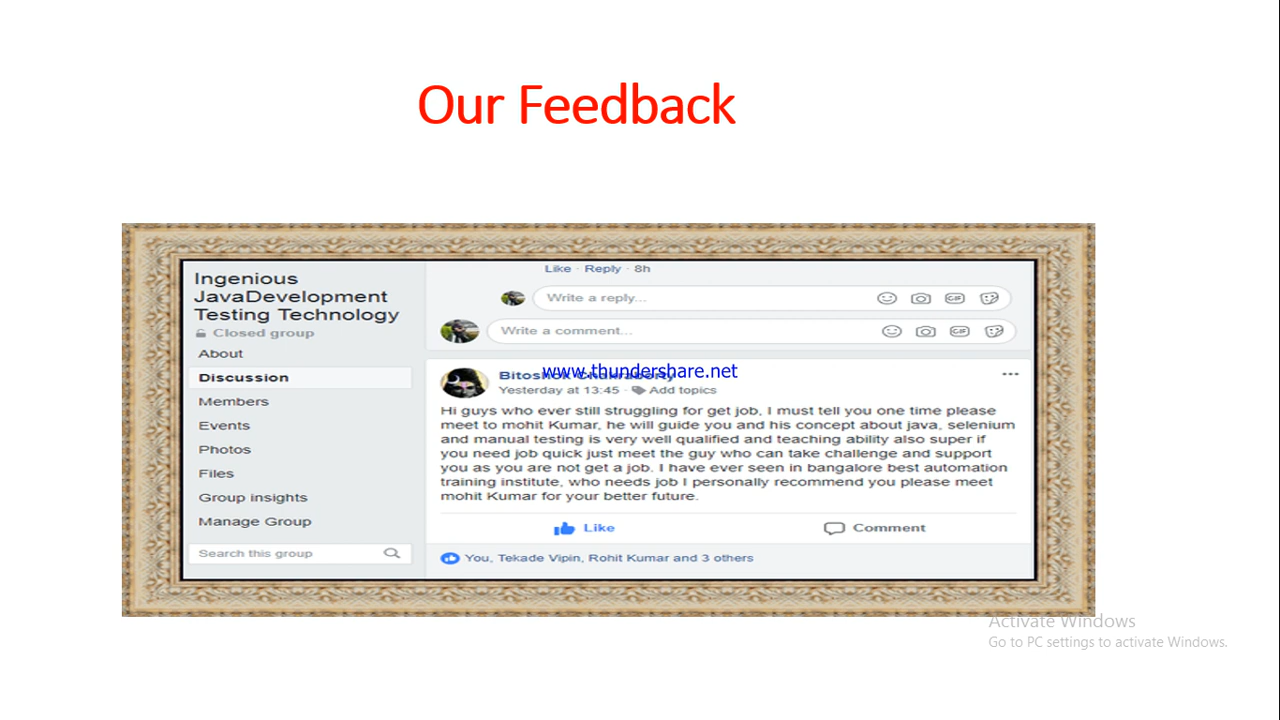 Our Feedback
Ingenious
JavaDevelopment
Testing Technology
Closed group
About
Discussion
Members
Events
Photos
Files
Group insights
Manage Group
Search this group
Like · Reply · 8h
Write a reply...
GIF
Write a comment...
GIF
www.thundershare.net
Yesterday at 13:45 · Add topics
Hi guys who ever still struggling for get job, I must tell you one time please
meet to mohit Kumar, he will guide you and his concept about java, selenium
and manual testing is very well qualified and teaching ability also super if
you need job quick just meet the guy who can take challenge and support
you as you are not get a job. I have ever seen in bangalore best automation
training institute, who needs job I personally recommend you please meet
mohit Kumar for your better future.
Like Comment
You, Tekade Vipin, Rohit Kumar and 3 others
Activate Windows
Go to PC settings to activate Windows.